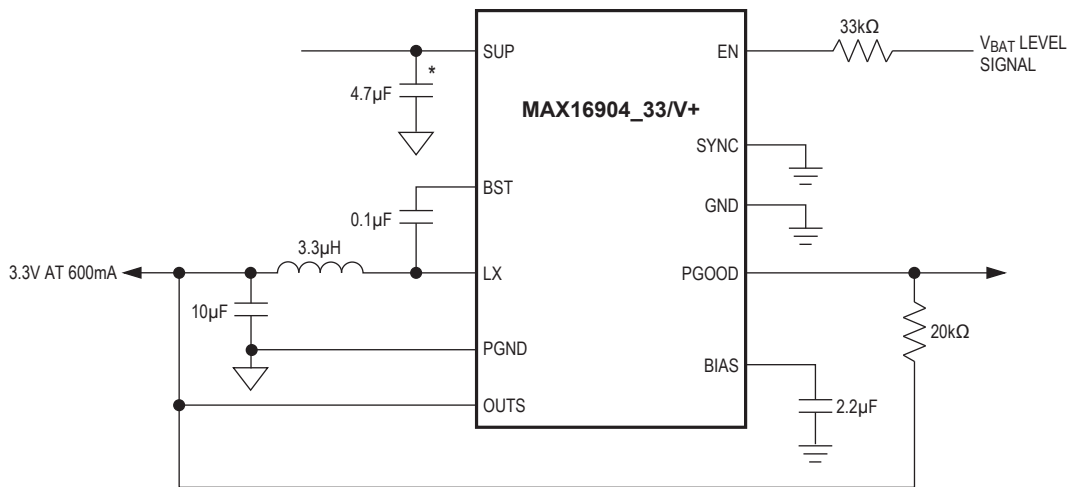 33kΩ
SUP
EN
V_BAT LEVEL
SIGNAL
*
4.7µF
MAX16904_33/V+
SYNC
BST
GND
0.1µF
3.3µH
3.3V AT 600mA
LX
PGOOD
10µF
20kΩ
PGND
BIAS
OUTS
2.2µF